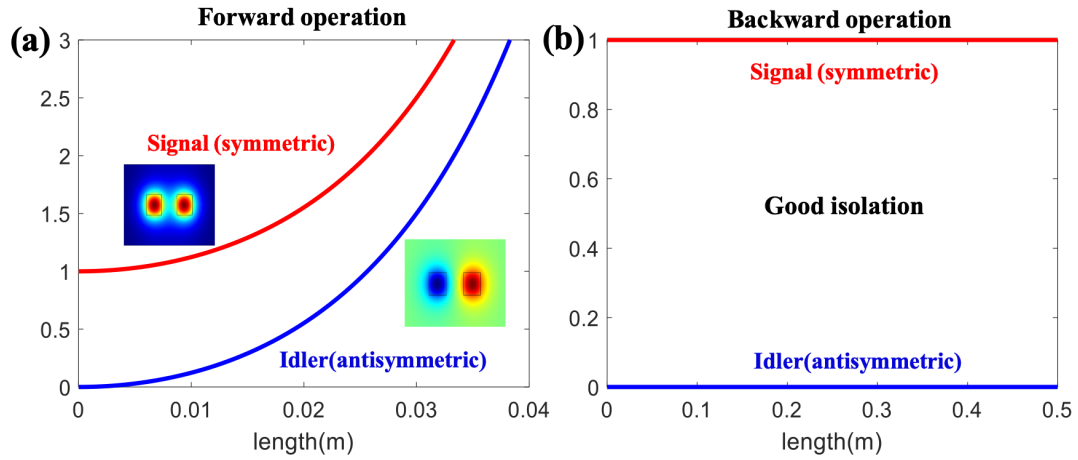 Forward operation
(a)
3
2.5
2
1.5
1
0.5
0
Signal (symmetric)
Idler(antisymmetric)
0 0.01 0.02 0.03 0.04
length(m)
Backward operation
(b)
1
0.8
0.6
0.4
0.2
0
Signal (symmetric)
Good isolation
Idler(antisymmetric)
0 0.1 0.2 0.3 0.4 0.5
length(m)